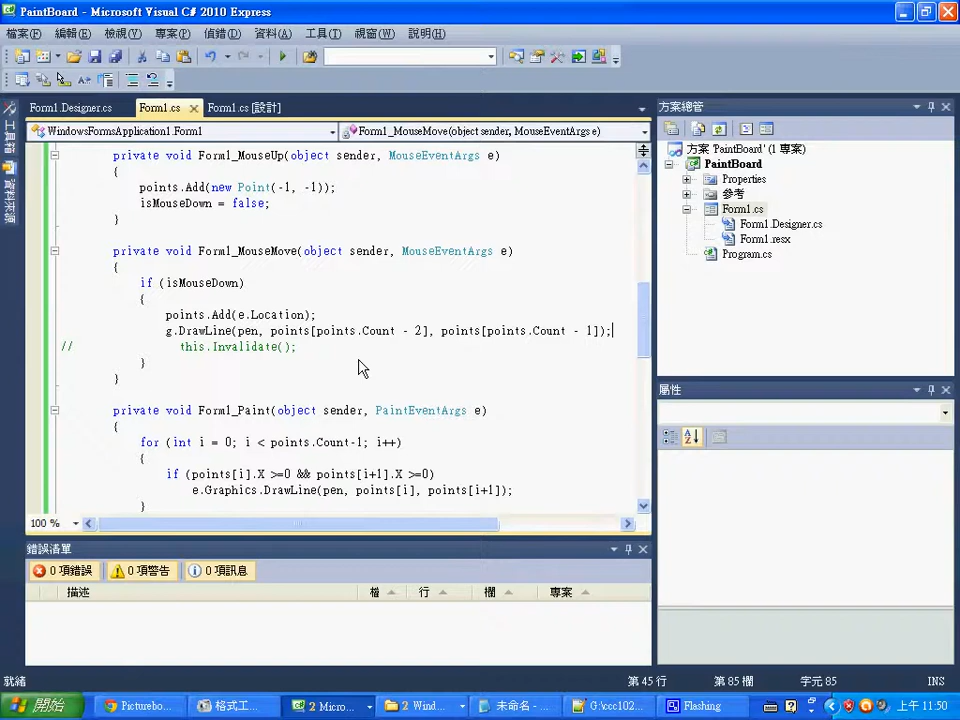 PaintBoard - Microsoft Visual C# 2010 Express
檔案(F) 編輯(E) 檢視(V) 專案(P) 偵錯(D) 資料(A) 工具(T) 視窗(W) 說明(H)
Form1.Designer.cs Form1.cs Form1.cs [設計]
WindowsFormsApplication1.Form1 Form1_MouseMove(object sender, MouseEventArgs e)
private void Form1_MouseUp(object sender, MouseEventArgs e)
{
points.Add(new Point(-1, -1));
isMouseDown = false;
}
private void Form1_MouseMove(object sender, MouseEventArgs e)
{
if (isMouseDown)
{
points.Add(e.Location);
g.DrawLine(pen, points[points.Count - 2], points[points.Count - 1]);
// this.Invalidate();
}
}
private void Form1_Paint(object sender, PaintEventArgs e)
{
for (int i = 0; i < points.Count-1; i++)
{
if (points[i].X >=0 && points[i+1].X >=0)
e.Graphics.DrawLine(pen, points[i], points[i+1]);
}
100 %
工具箱
資料來源
方案總管
方案 'PaintBoard' (1 專案)
PaintBoard
Properties
參考
Form1.cs
Form1.Designer.cs
Form1.resx
Program.cs
屬性
錯誤清單
0 項錯誤 0 項警告 0 項訊息
描述 檔 行 欄 專案
就緒 第 45 行 第 85 欄 字元 85 INS
開始 Picturebo... 格式工... 2 Micro... 2 Wind... 未命名 - ... G:\ccc102... Flashing 上午 11:50